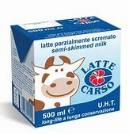 latte parzialmente scremato
semi-skimmed milk
LATTE
CARSO
500 ml e
U.H.T.
long-life a lunga conservazione